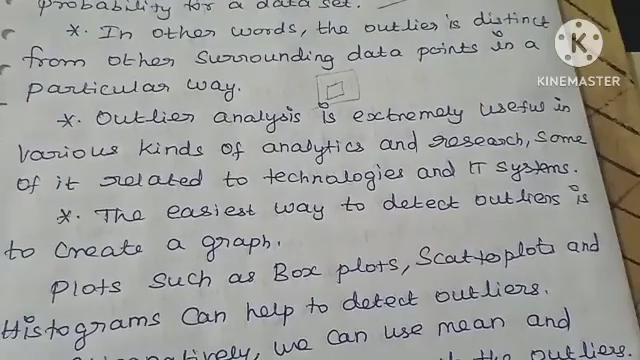 probability for a data set.
*. In other words, the outlier is distinct
from other surrounding data points in a
particular way.
*. Outlier analysis is extremely useful in
various kinds of analytics and research, some
of it related to technologies and IT systems.
*. The easiest way to detect outliers is
to create a graph.
Plots such as Box plots, Scatterplots and
Histograms can help to detect outliers.
we can use mean and
the outliers.
KINEMASTER